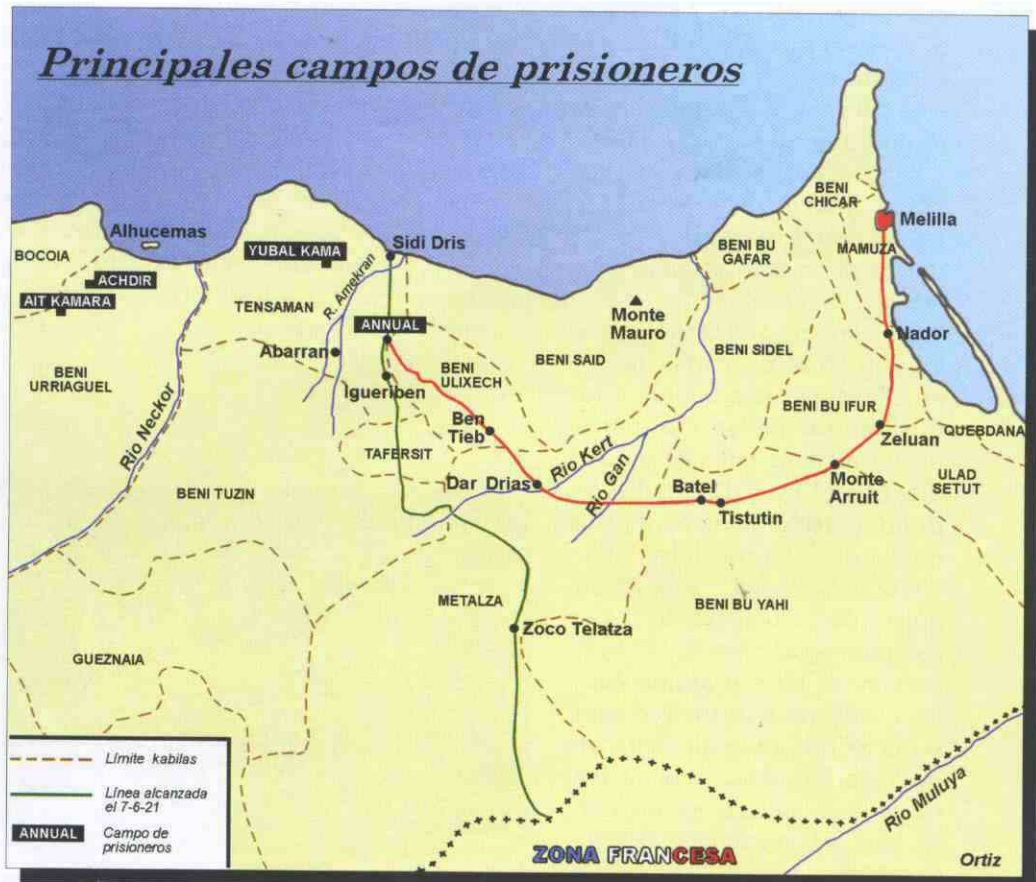 Principales campos de prisioneros
BENI
CHICAR
Melilla
Alhucemas
BOCOIA
YUBAL KAMA
Sidi Dris
BENI BU
GAFAR
MAMUZA
ACHDIR
AIT KAMARA
TENSAMAN
R. Amekran
ANNUAL
Monte
Mauro
Nador
Abarran
BENI
URRIAGUEL
BENI
ULIXECH
BENI SAID
BENI SIDEL
Igueriben
Rio Neckor
Ben
Tieb
BENI BU IFUR
Zeluan
QUEBDANA
TAFERSIT
Rio Kert
Dar Drias
Rio Gan
Batel
Tistutin
Monte
Arruit
ULAD
SETUT
BENI TUZIN
METALZA
BENI BU YAHI
Zoco Telatza
GUEZNAIA
Límite kabilas
Línea alcanzada
el 7-6-21
ANNUAL
Campo de
prisioneros
Rio Muluya
ZONA FRANCESA
Ortiz